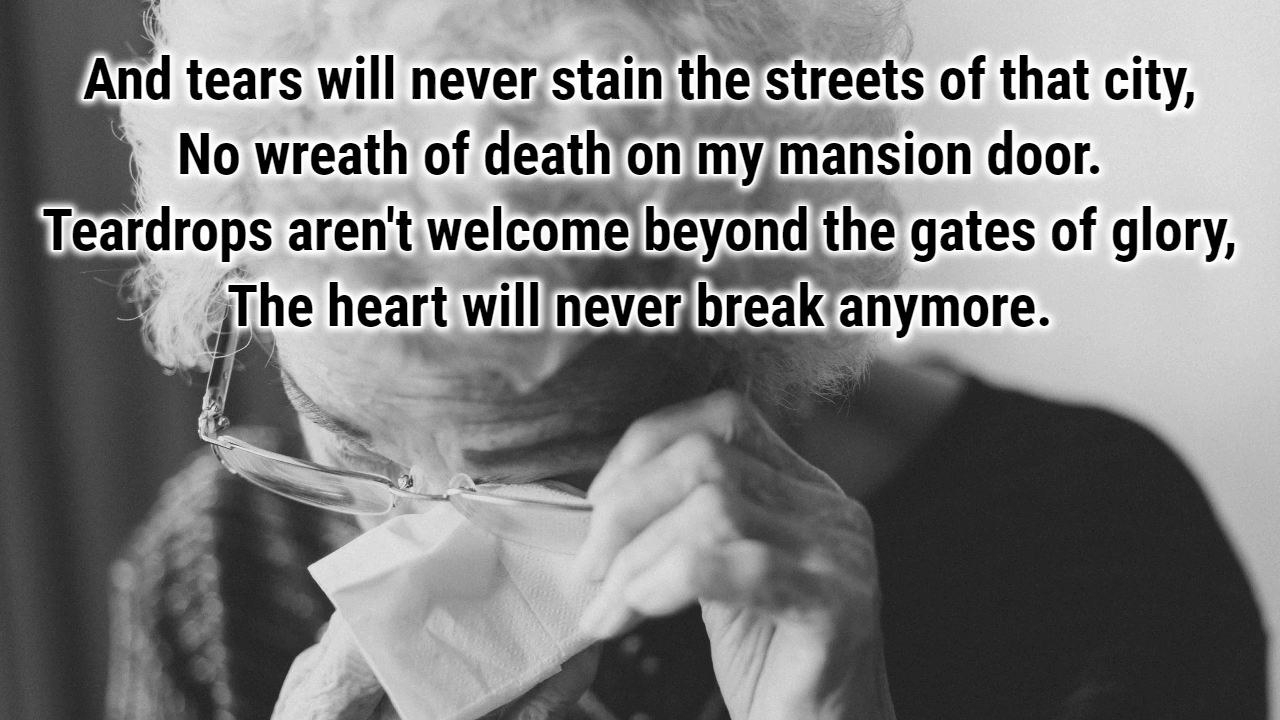 And tears will never stain the streets of that city,
No wreath of death on my mansion door.
Teardrops aren't welcome beyond the gates of glory,
The heart will never break anymore.